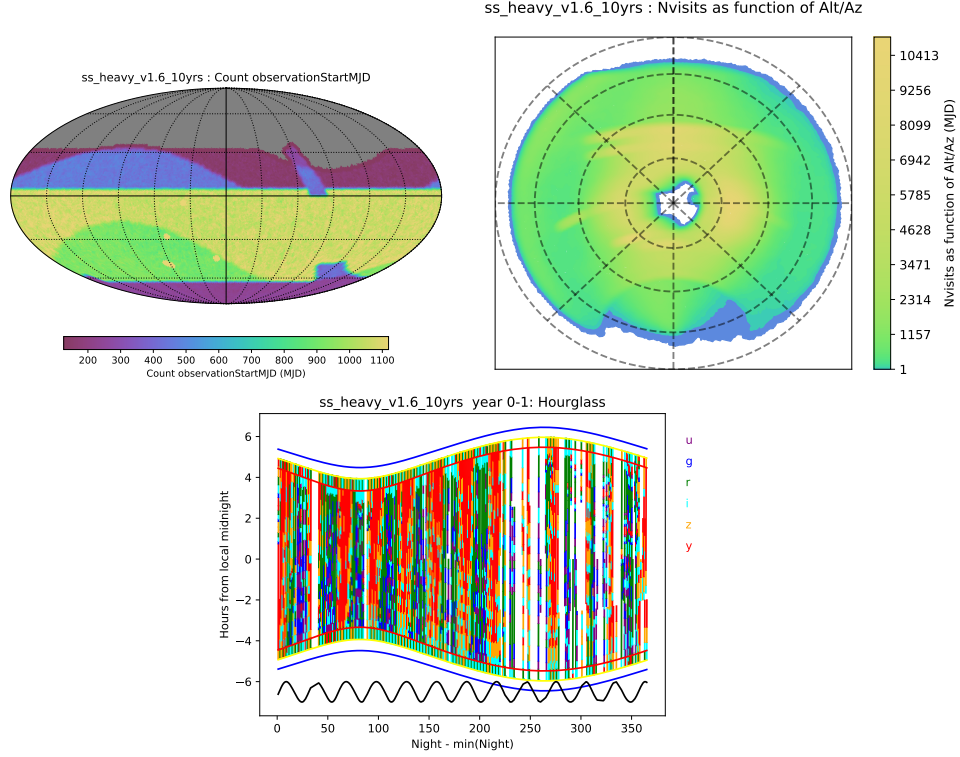 ss_heavy_v1.6_10yrs : Nvisits as function of Alt/Az
ss_heavy_v1.6_10yrs : Count observationStartMJD
200 300 400 500 600 700 800 900 1000 1100
Count observationStartMJD (MJD)
10413
9256
8099
6942
5785
4628
3471
2314
1157
1
Nvisits as function of Alt/Az (MJD)
ss_heavy_v1.6_10yrs year 0-1: Hourglass
6
4
2
0
−2
−4
−6
Hours from local midnight
0 50 100 150 200 250 300 350
Night - min(Night)
u
g
r
i
z
y